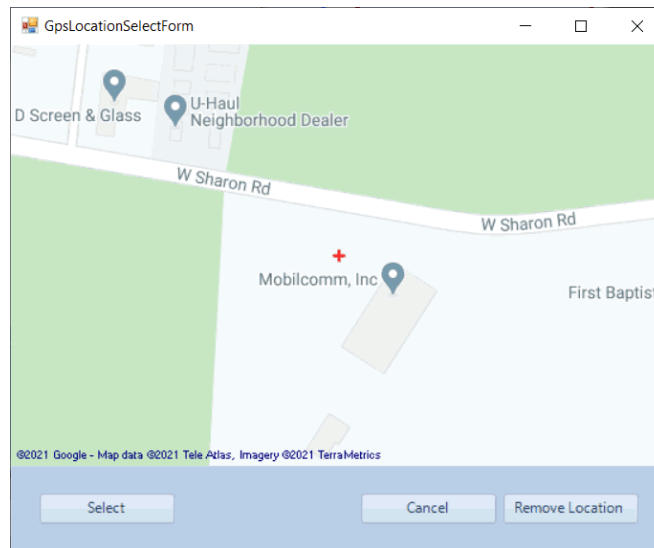 GpsLocationSelectForm
D Screen & Glass
U-Haul
Neighborhood Dealer
W Sharon Rd
W Sharon Rd
Mobilcomm, Inc
First Baptist
©2021 Google - Map data ©2021 Tele Atlas, Imagery ©2021 TerraMetrics
Select
Cancel
Remove Location